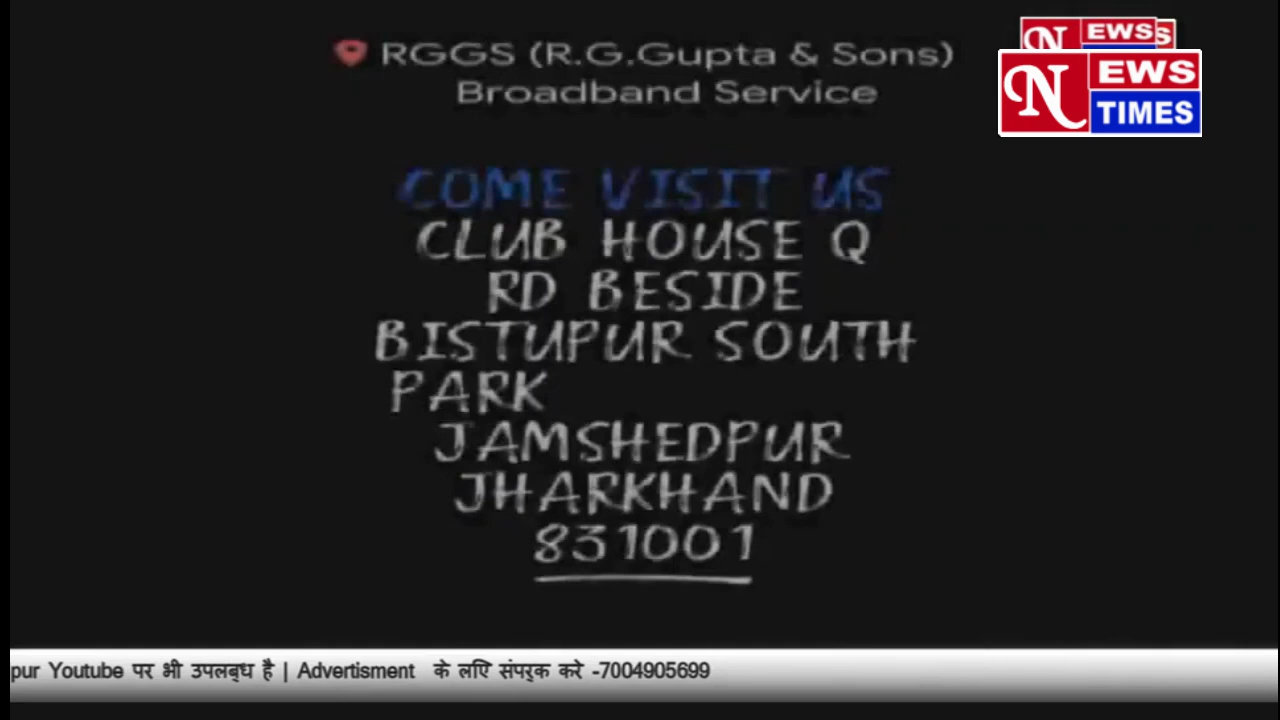 RGGS (R.G.Gupta & Sons)
Broadband Service
COME VISIT US
CLUB HOUSE Q
RD BESIDE
BISTUPUR SOUTH
PARK
JAMSHEDPUR
JHARKHAND
831001
EWS S
N EWS
TIMES
pur Youtube पर भी उपलब्ध है | Advertisment के लिए संपर्क करे -7004905699